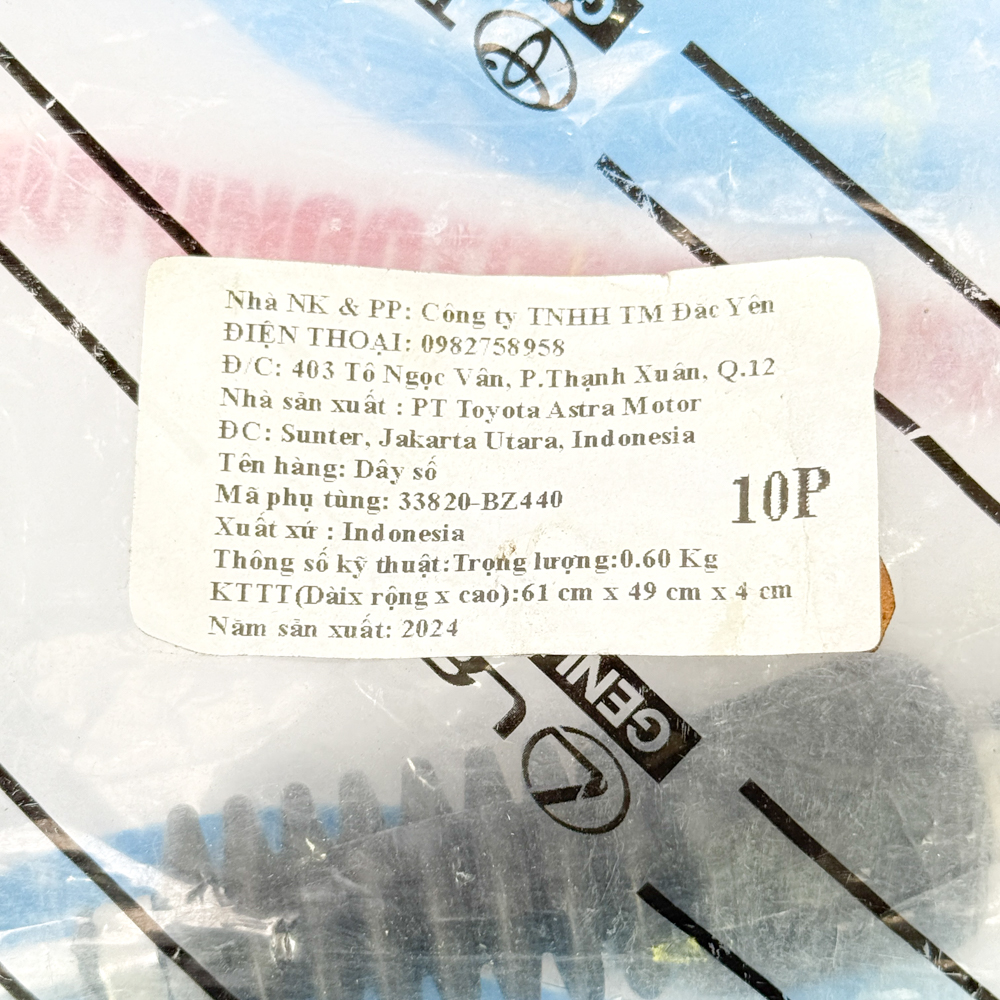 Nhà NK & PP: Công ty TNHH TM Đăc Yên
ĐIỆN THOẠI: 0982758958
Đ/C: 403 Tô Ngọc Vân, P.Thạnh Xuân, Q.12
Nhà sản xuất : PT Toyota Astra Motor
ĐC: Sunter, Jakarta Utara, Indonesia
Tên hàng: Dây số
Mã phụ tùng: 33820-BZ440
10P
Xuất xứ : Indonesia
Thông số kỹ thuật:Trọng lượng:0.60 Kg
KTTT(Dàix rộng x cao):61 cm x 49 cm x 4 cm
Năm sản xuất: 2024
GENI